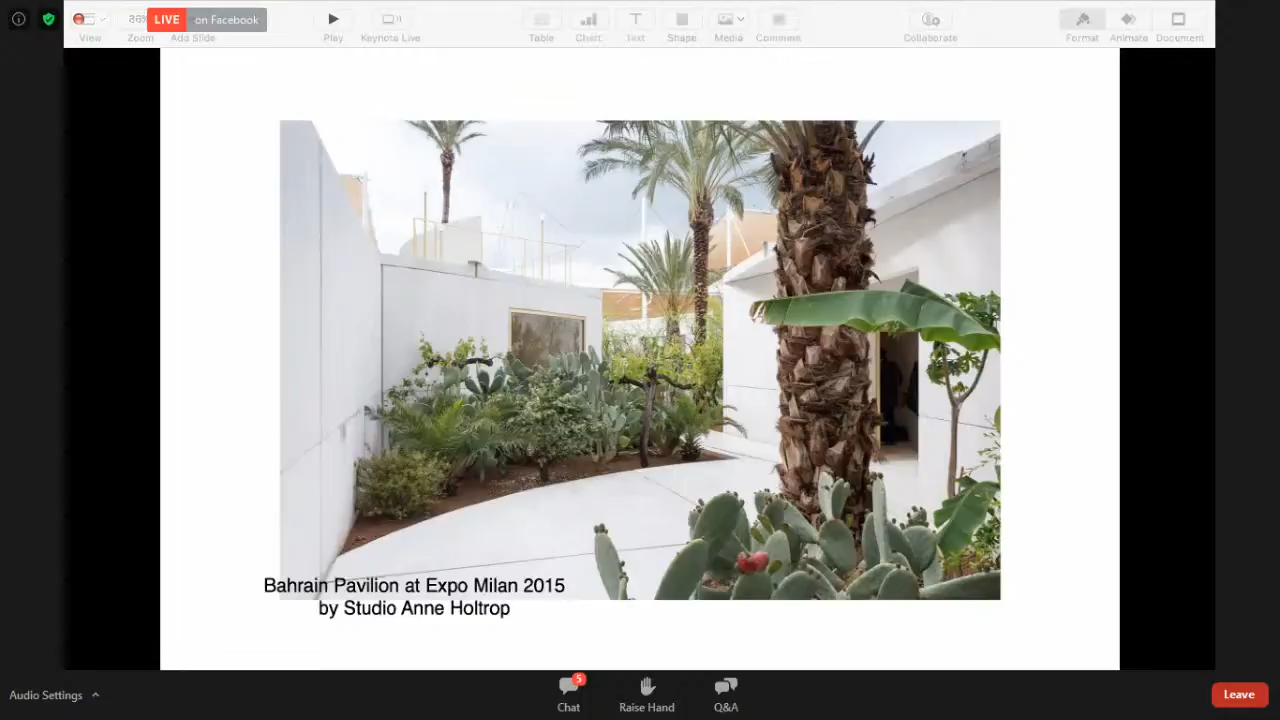 LIVE on Facebook
View
Zoom
Add Slide
Play
Keynote Live
Table
Chart
Text
Shape
Media
Comment
Collaborate
Format
Animate
Document
Bahrain Pavilion at Expo Milan 2015
by Studio Anne Holtrop
Audio Settings
5
Chat
Raise Hand
Q&A
Leave